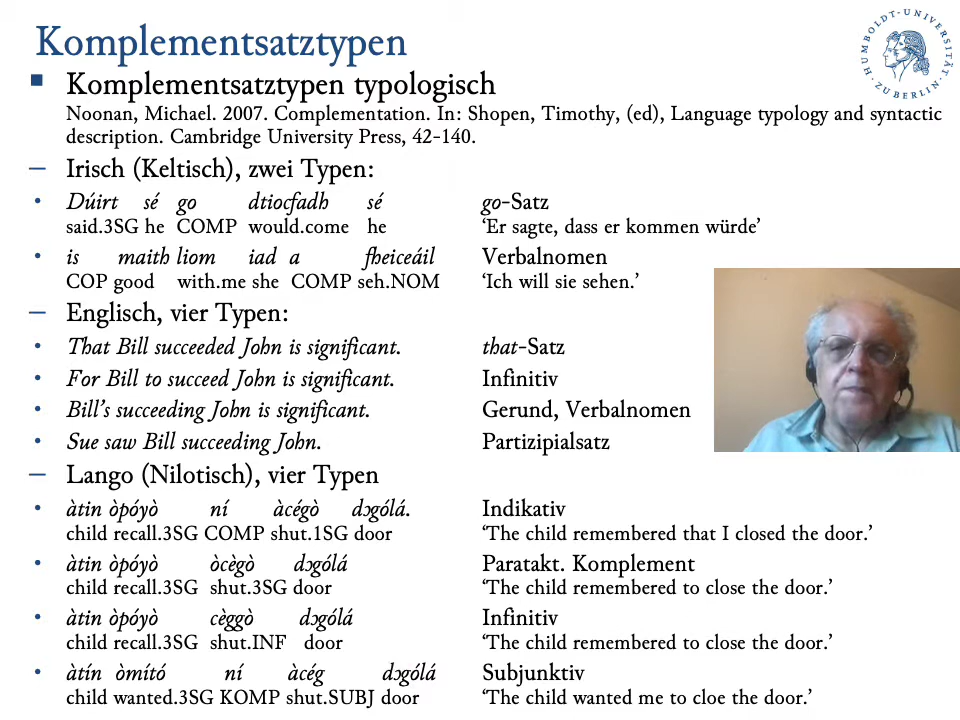 Komplementsatztypen
HUMBOLDT-UNIVERSITÄT ZU BERLIN
Komplementsatztypen typologisch
Noonan, Michael. 2007. Complementation. In: Shopen, Timothy, (ed), Language typology and syntactic
description. Cambridge University Press, 42-140.
Irisch (Keltisch), zwei Typen:
Dúirt sé go dtiocfadh sé go-Satz
said.3SG he COMP would.come he ‘Er sagte, dass er kommen würde’
is maith liom iad a fheiceáil Verbalnomen
COP good with.me she COMP seh.NOM ‘Ich will sie sehen.’
Englisch, vier Typen:
That Bill succeeded John is significant. that-Satz
For Bill to succeed John is significant. Infinitiv
Bill’s succeeding John is significant. Gerund, Verbalnomen
Sue saw Bill succeeding John. Partizipialsatz
Lango (Nilotisch), vier Typen
àtin òpóyò ní àcégò dɔgólá. Indikativ
child recall.3SG COMP shut.1SG door ‘The child remembered that I closed the door.’
àtin òpóyò òcègò dɔgólá Paratakt. Komplement
child recall.3SG shut.3SG door ‘The child remembered to close the door.’
àtin òpóyò cèggò dɔgólá Infinitiv
child recall.3SG shut.INF door ‘The child remembered to close the door.’
àtín òmító ní àcég dɔgólá Subjunktiv
child wanted.3SG KOMP shut.SUBJ door ‘The child wanted me to cloe the door.’